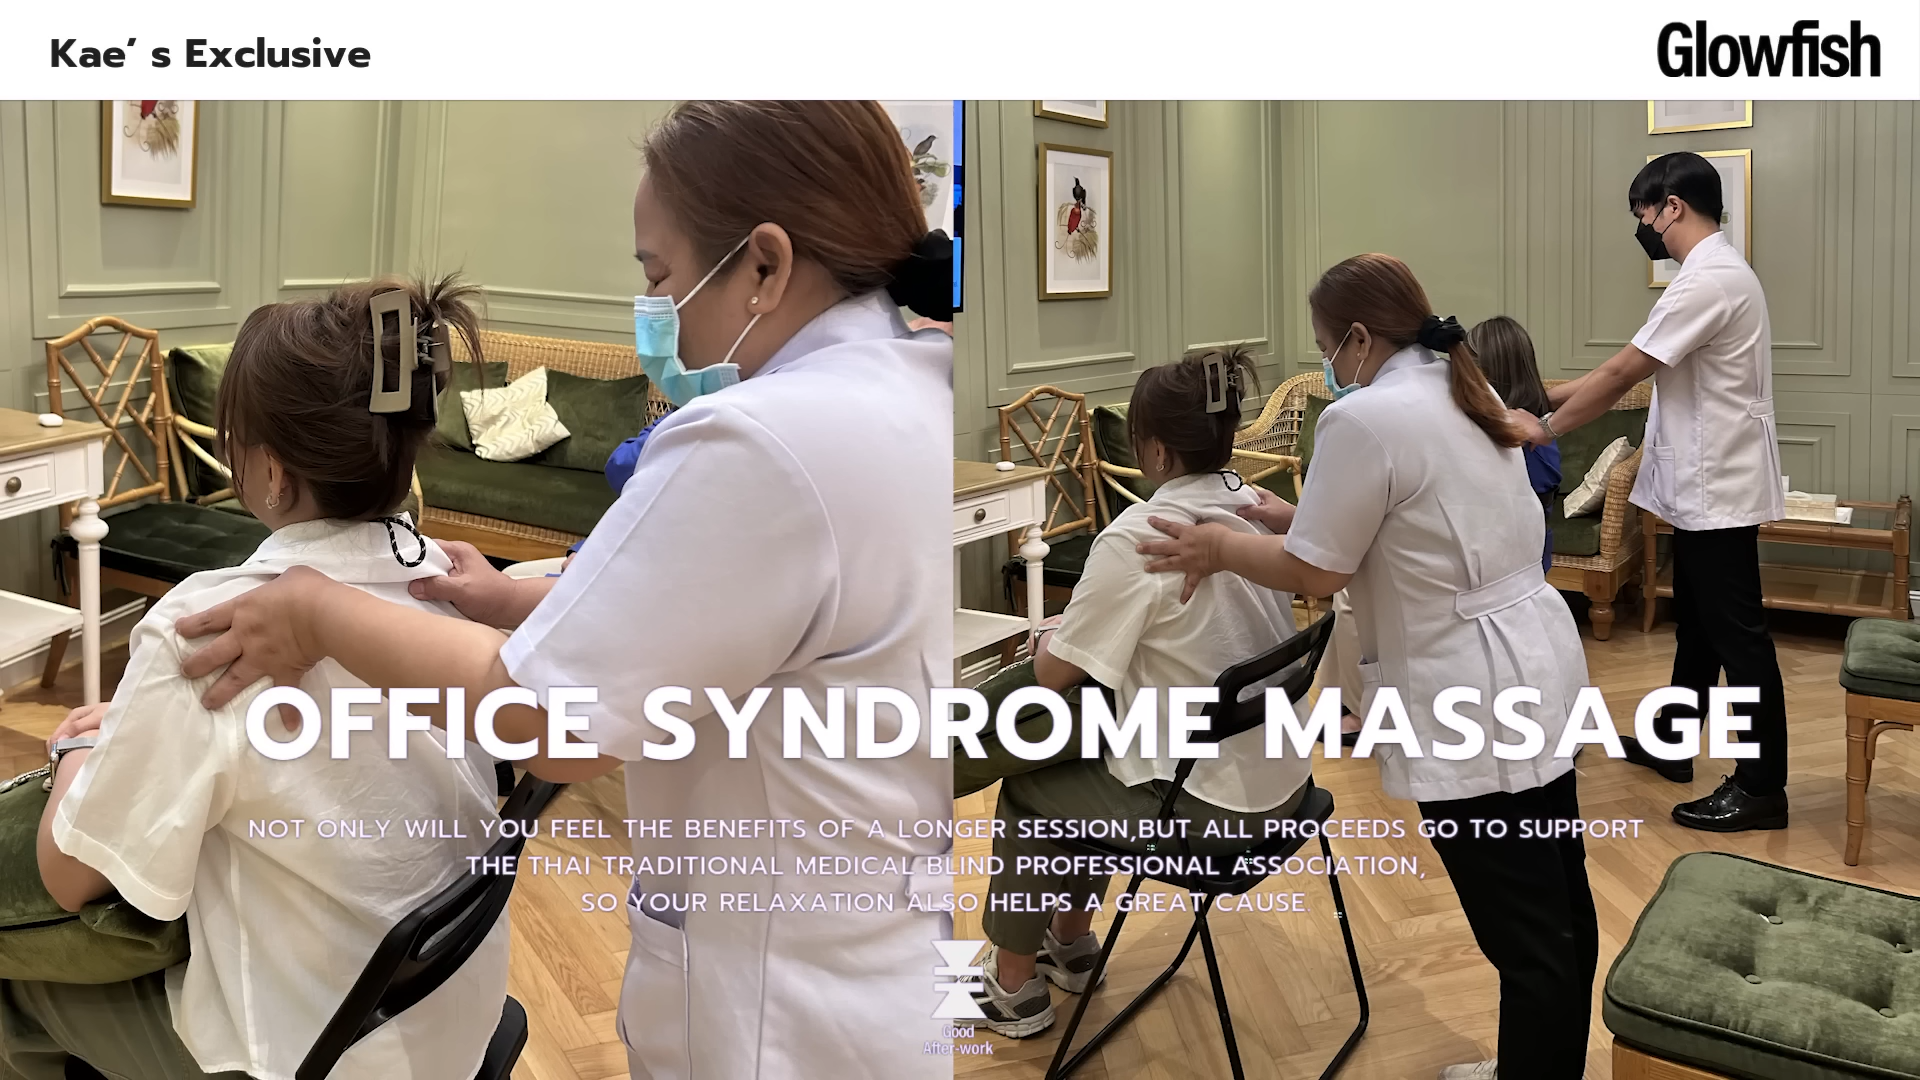 Kae’ s Exclusive
Glowfish
OFFICE SYNDROME MASSAGE
NOT ONLY WILL YOU FEEL THE BENEFITS OF A LONGER SESSION,BUT ALL PROCEEDS GO TO SUPPORT
THE THAI TRADITIONAL MEDICAL BLIND PROFESSIONAL ASSOCIATION,
SO YOUR RELAXATION ALSO HELPS A GREAT CAUSE.
Good
After-work